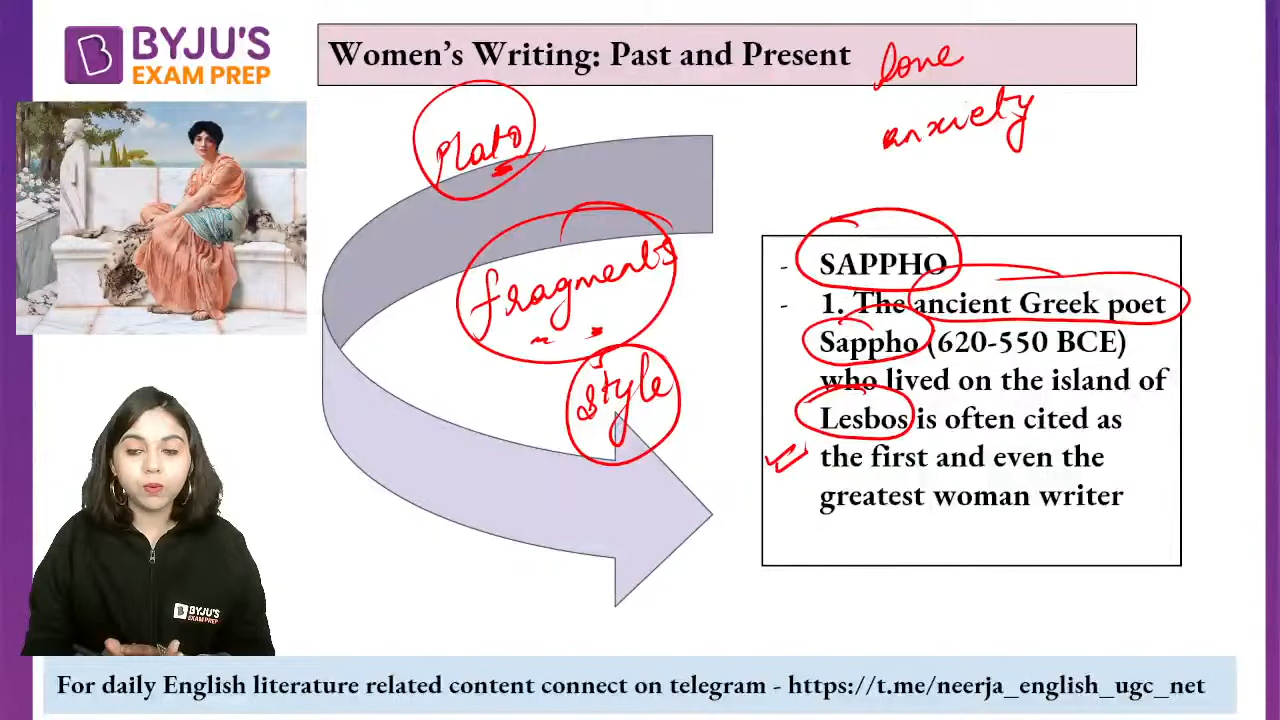 BYJU'S
EXAM PREP
Women's Writing: Past and Present
love
anxiety
Plato
fragments
style
- SAPPHO
- 1. The ancient Greek poet
Sappho (620-550 BCE)
who lived on the island of
Lesbos is often cited as
the first and even the
greatest woman writer
BYJU'S
EXAM PREP
For daily English literature related content connect on telegram - https://t.me/neerja_english_ugc_net